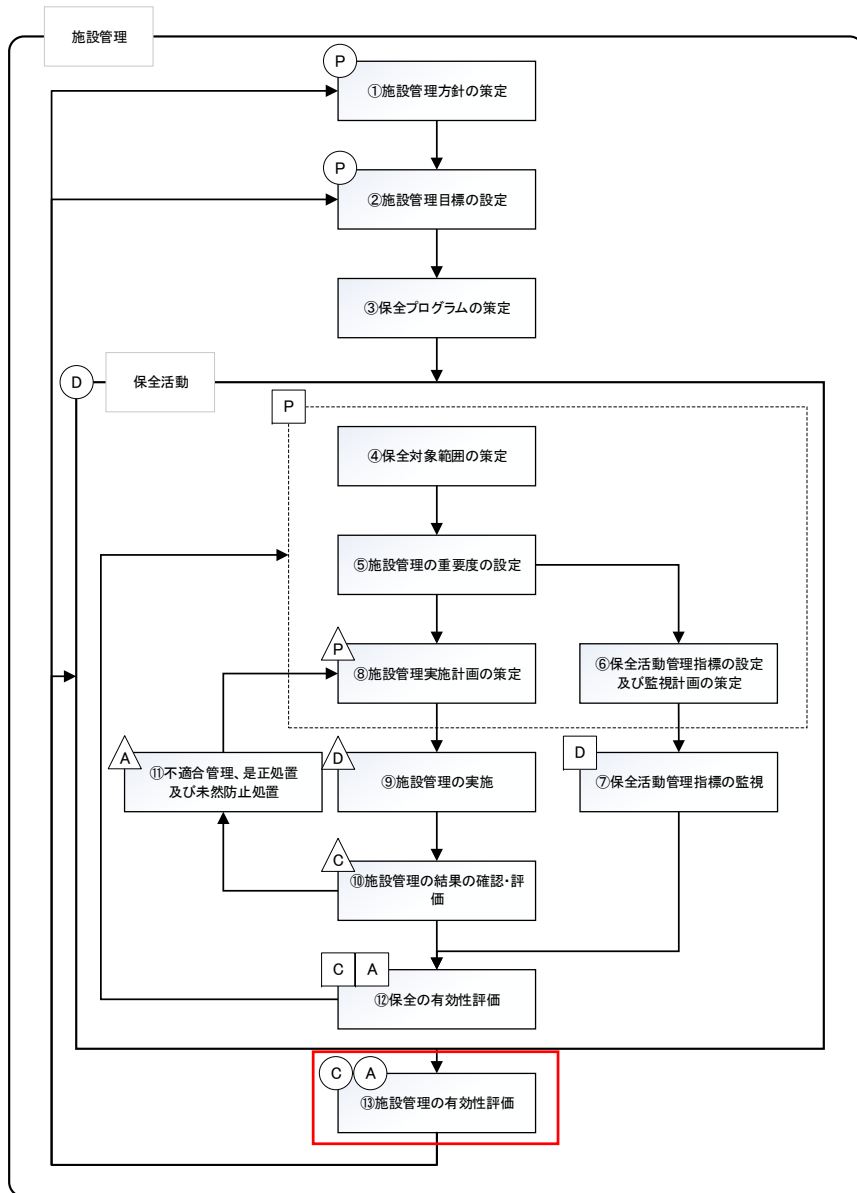 施設管理
P
①施設管理方針の策定
P
②施設管理目標の設定
③保全プログラムの策定
D
保全活動
P
④保全対象範囲の策定
⑤施設管理の重要度の設定
P
⑧施設管理実施計画の策定
⑥保全活動管理指標の設定
及び監視計画の策定
A
⑪不適合管理、是正処置
及び未然防止処置
D
⑨施設管理の実施
D
⑦保全活動管理指標の監視
C
⑩施設管理の結果の確認・評
価
C A
⑫保全の有効性評価
C A
⑬施設管理の有効性評価